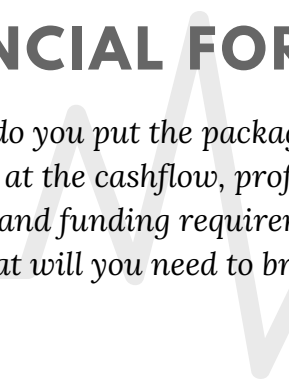 NCIAL FOR
do you put the packag
at the cashflow, prof
and funding requirem
at will you need to br